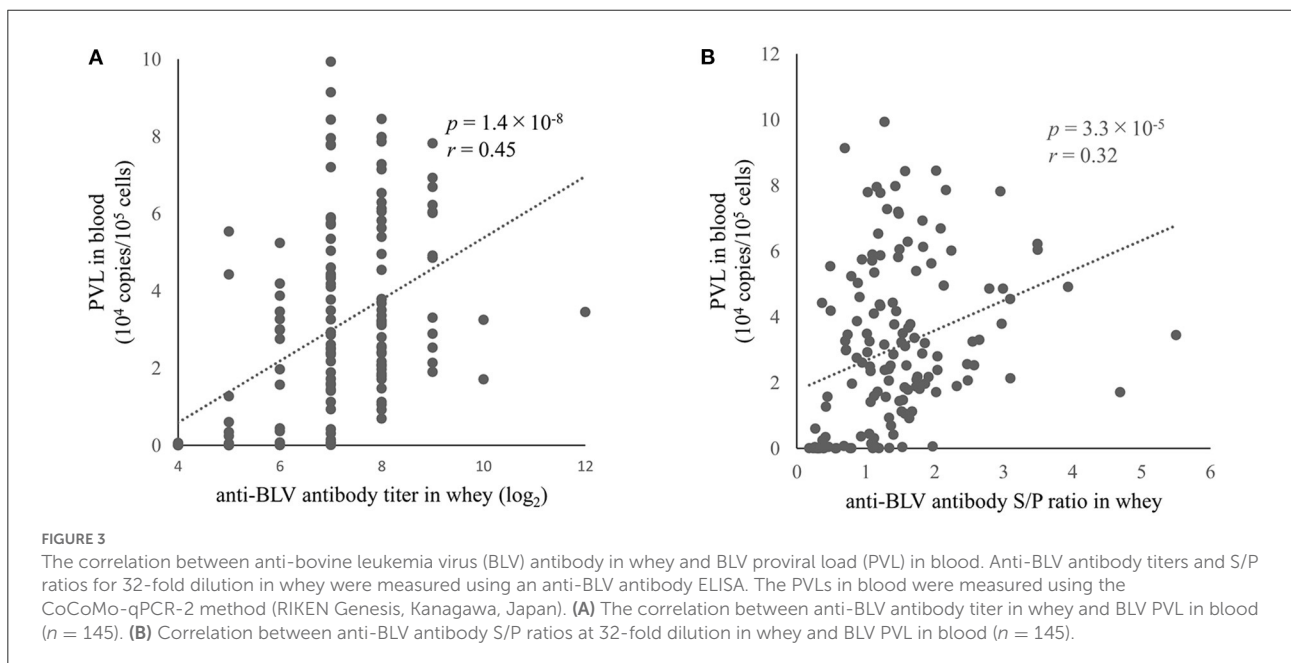 A
10
8
6
4
2
0
PVL in blood
(10⁴ copies/10⁵ cells)
p = 1.4 × 10⁻⁸
r = 0.45
4 6 8 10 12
anti-BLV antibody titer in whey (log₂)
B
12
10
8
6
4
2
0
PVL in blood
(10⁴ copies/10⁵ cells)
p = 3.3 × 10⁻⁵
r = 0.32
0 1 2 3 4 5 6
anti-BLV antibody S/P ratio in whey
FIGURE 3
The correlation between anti-bovine leukemia virus (BLV) antibody in whey and BLV proviral load (PVL) in blood. Anti-BLV antibody titers and S/P
ratios for 32-fold dilution in whey were measured using an anti-BLV antibody ELISA. The PVLs in blood were measured using the
CoCoMo-qPCR-2 method (RIKEN Genesis, Kanagawa, Japan). (A) The correlation between anti-BLV antibody titer in whey and BLV PVL in blood
(n = 145). (B) Correlation between anti-BLV antibody S/P ratios at 32-fold dilution in whey and BLV PVL in blood (n = 145).